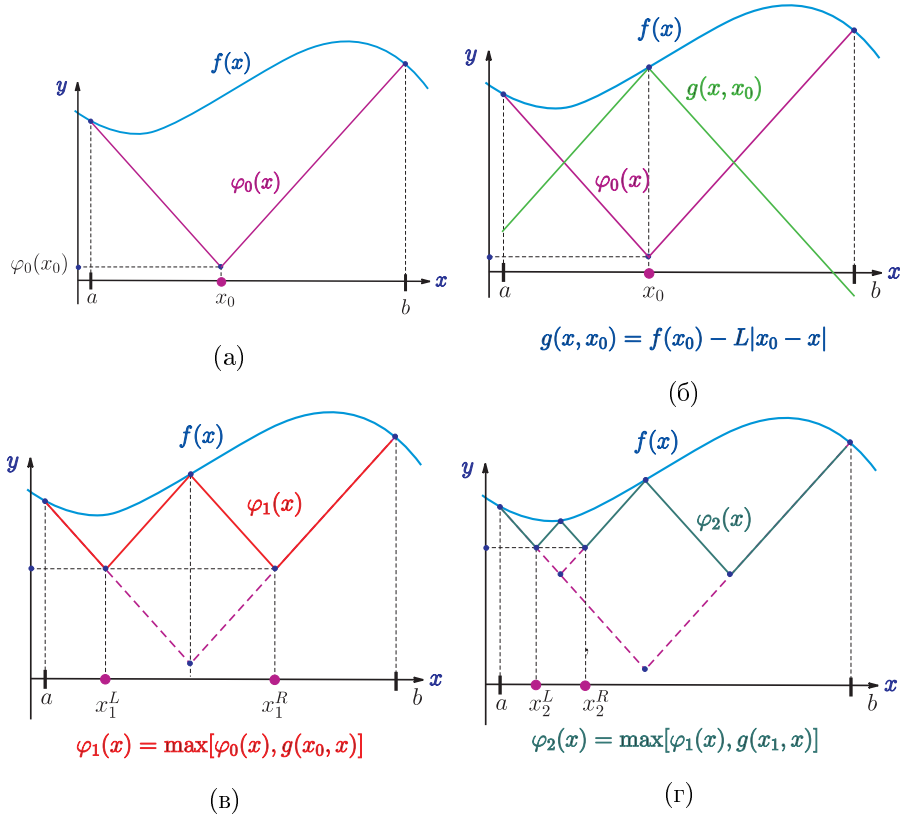 f(x)
y
φ₀(x)
φ₀(x₀)
x
a
x₀
b
(а)
f(x)
y
g(x, x₀)
φ₀(x)
x
a
x₀
b
g(x, x₀) = f(x₀) − L|x₀ − x|
(б)
f(x)
y
φ₁(x)
x
a
x₁ᴸ
x₁ᴿ
b
φ₁(x) = max[φ₀(x), g(x₀, x)]
(в)
f(x)
y
φ₂(x)
x
a
x₂ᴸ
x₂ᴿ
b
φ₂(x) = max[φ₁(x), g(x₁, x)]
(г)